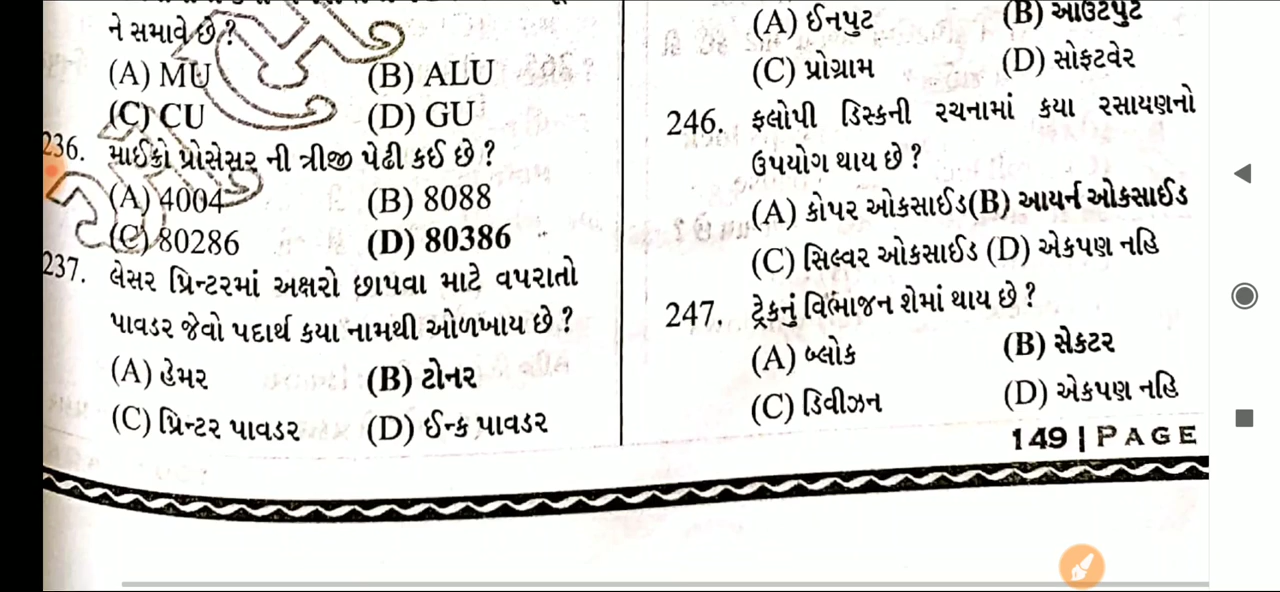 ને સમાવે છે ?
(A) MU (B) ALU
(C) CU (D) GU
236. માઈક્રો પ્રોસેસર ની ત્રીજી પેઢી કઈ છે ?
(A) 4004 (B) 8088
(C) 80286 (D) 80386
237. લેસર પ્રિન્ટરમાં અક્ષરો છાપવા માટે વપરાતો
પાવડર જેવો પદાર્થ કયા નામથી ઓળખાય છે ?
(A) હેમર (B) ટોનર
(C) પ્રિન્ટર પાવડર (D) ઈન્ક પાવડર
(A) ઈનપુટ (B) આઉટપુટ
(C) પ્રોગ્રામ (D) સોફટવેર
246. ફલોપી ડિસ્કની રચનામાં કયા રસાયણનો
ઉપયોગ થાય છે ?
(A) કોપર ઓકસાઈડ(B) આયર્ન ઓકસાઈડ
(C) સિલ્વર ઓકસાઈડ (D) એકપણ નહિ
247. ટ્રેકનું વિભાજન શેમાં થાય છે ?
(A) બ્લોક (B) સેકટર
(C) ડિવીઝન (D) એકપણ નહિ
149 | PAGE